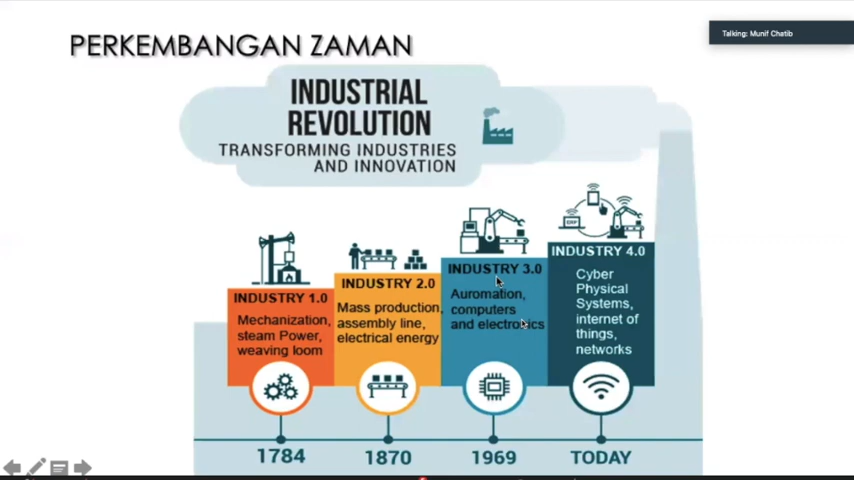 PERKEMBANGAN ZAMAN
Talking: Munif Chatib
INDUSTRIAL
REVOLUTION
TRANSFORMING INDUSTRIES
AND INNOVATION
INDUSTRY 1.0
Mechanization,
steam Power,
weaving loom
INDUSTRY 2.0
Mass production,
assembly line,
electrical energy
INDUSTRY 3.0
Auromation,
computers
and electronics
ERP
INDUSTRY 4.0
Cyber
Physical
Systems,
internet of
things,
networks
1784
1870
1969
TODAY